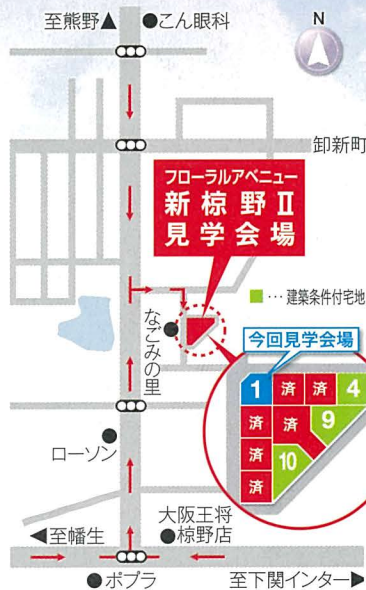 至熊野▲ ●こん眼科
N
卸新町
フローラルアベニュー
新椋野Ⅱ
見学会場
■…建築条件付宅地
なごみの里
今回見学会場
1 済 済 4
済 済 9
済 10
済
ローソン
大阪王将
椋野店
◀至幡生
ポプラ
至下関インター▶